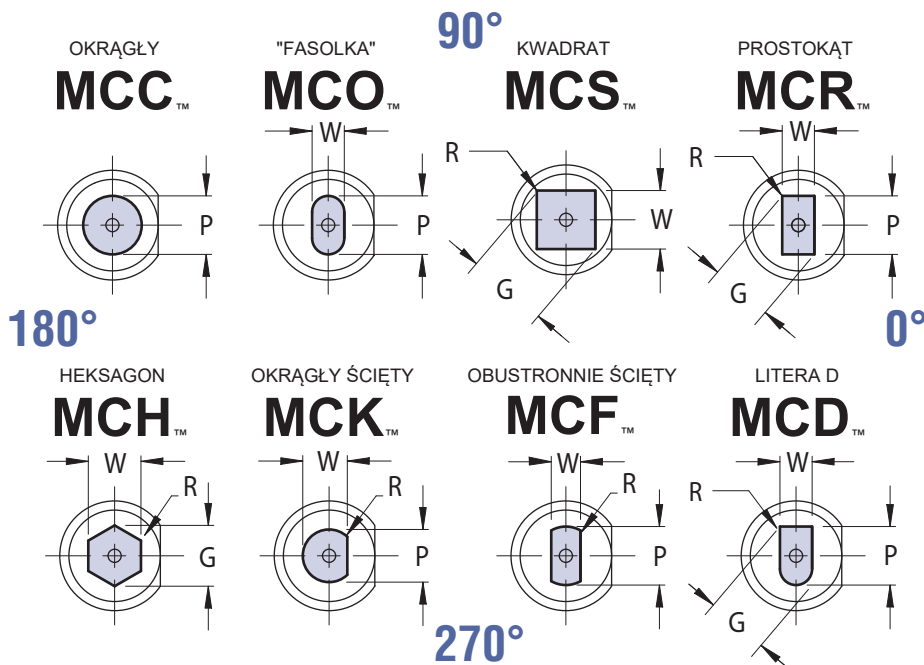 90°
OKRĄGŁY "FASOLKA" KWADRAT PROSTOKĄT
MCC™ MCO™ MCS™ MCR™
W W
R R
P P W P
G G
180° 0°
HEKSAGON OKRĄGŁY ŚCIĘTY OBUSTRONNIE ŚCIĘTY LITERA D
MCH™ MCK™ MCF™ MCD™
W W W W
R R R R
G P P P
G
270°